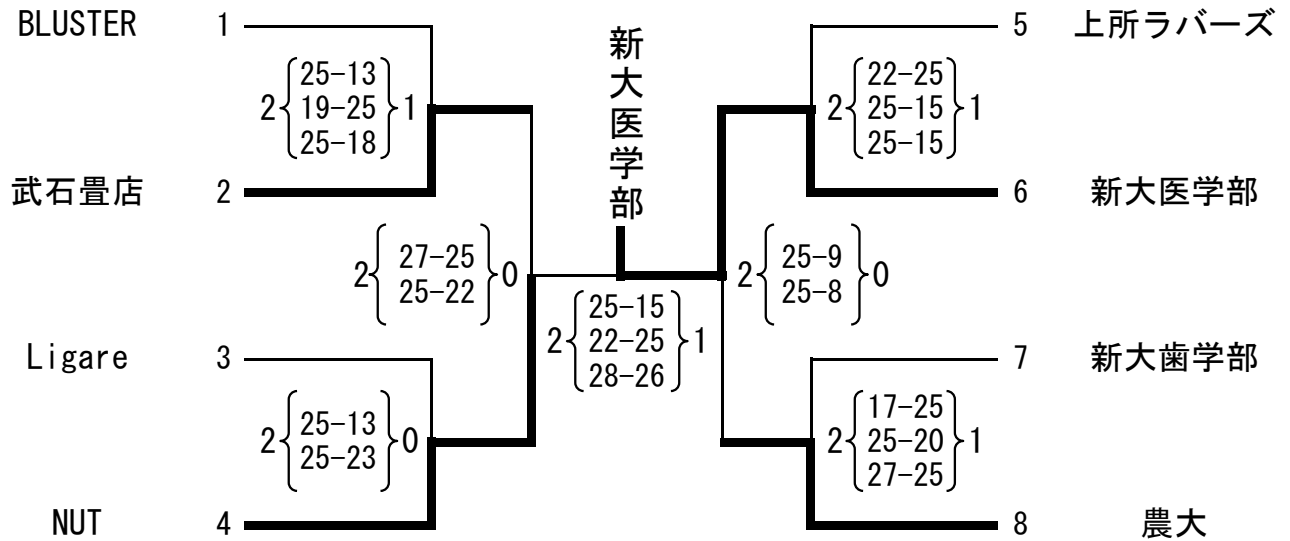 BLUSTER 1
2 { 25-13 19-25 25-18 } 1
武石畳店 2
2 { 27-25 25-22 } 0
Ligare 3
2 { 25-13 25-23 } 0
NUT 4
新大医学部
2 { 25-15 22-25 28-26 } 1
5 上所ラバーズ
2 { 22-25 25-15 25-15 } 1
6 新大医学部
2 { 25-9 25-8 } 0
7 新大歯学部
2 { 17-25 25-20 27-25 } 1
8 農大